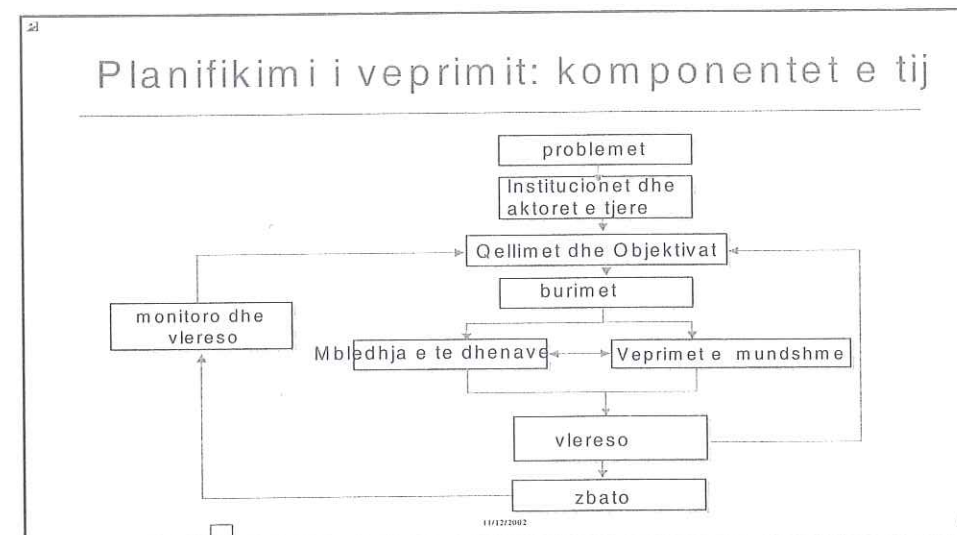 Planifikimi i veprimit: komponentet e tij
problemet
Institucionet dhe
aktoret e tjere
Qellimet dhe Objektivat
burimet
monitoro dhe
vlereso
Mbledhja e te dhenave
Veprimet e mundshme
vlereso
zbato
11/12/2002